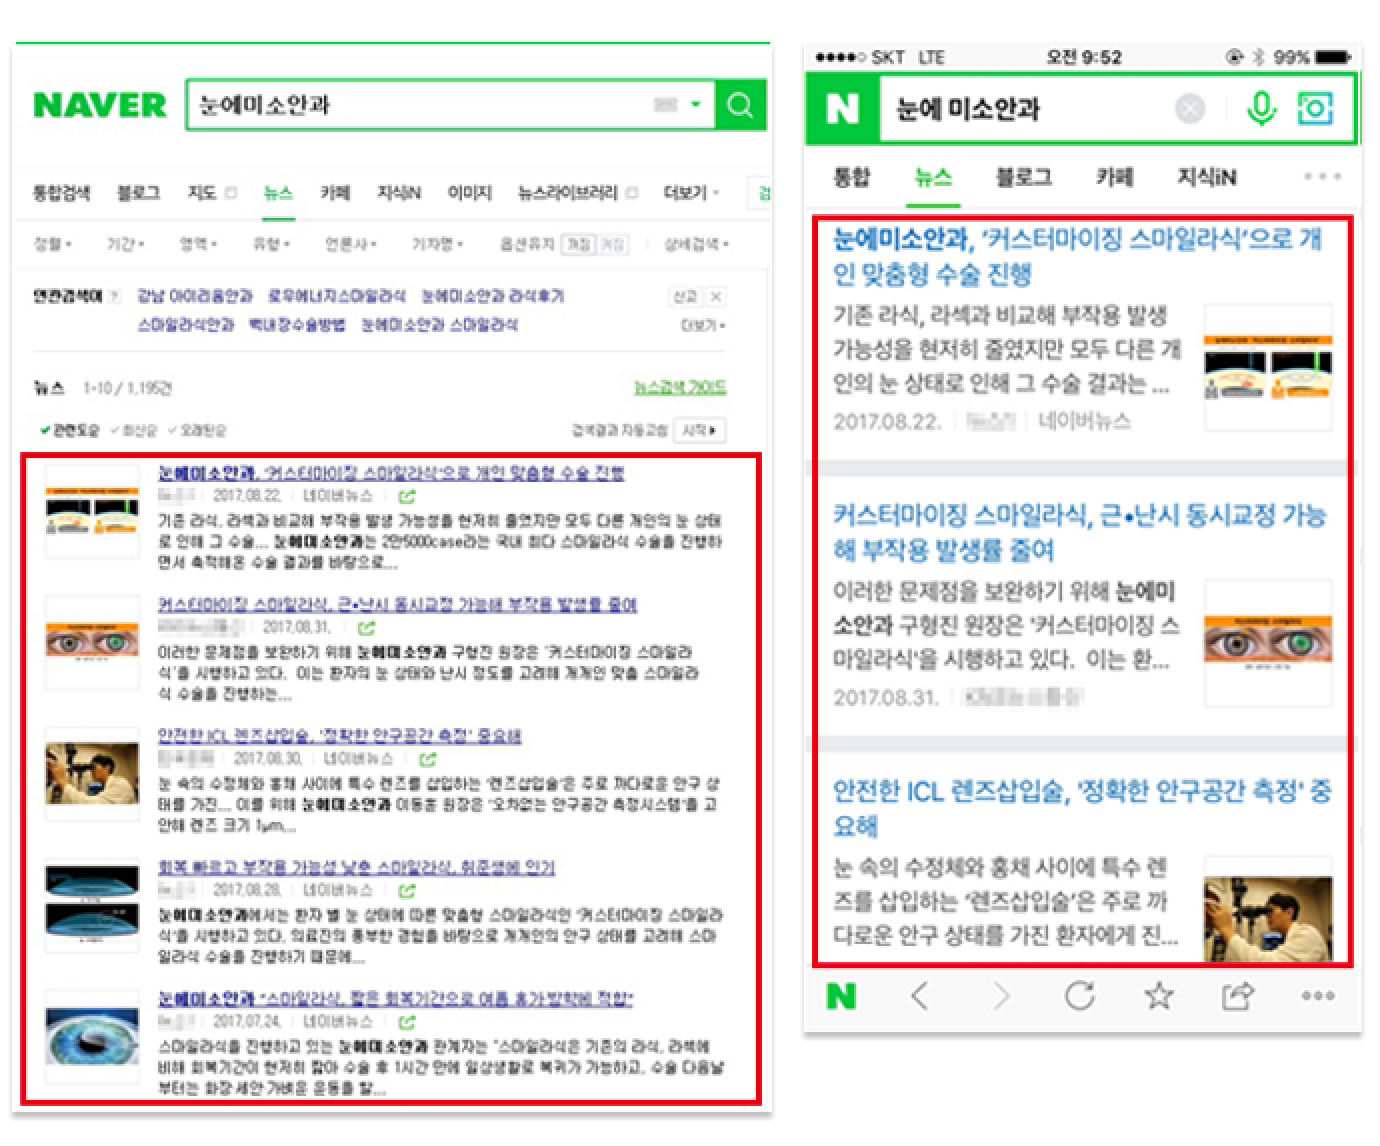 NAVER
눈에미소안과
통합검색 블로그 지도 뉴스 카페 지식iN 이미지 뉴스라이브러리 더보기
정렬 기간 영역 유형 언론사 기자명 옵션유지 꺼짐 켜짐 상세검색
연관검색어 ? 강남 아이리움안과 로우에너지스마일라식 눈에미소안과 라식후기 신고 X
스마일라식안과 백내장수술방법 눈에미소안과 스마일라식 더보기
뉴스 1-10 / 1,195건 뉴스검색 가이드
관련도순 최신순 오래된순 검색결과 자동고침 시작
눈에미소안과, '커스터마이징 스마일라식'으로 개인 맞춤형 수술 진행
2017.08.22. 네이버뉴스
기존 라식, 라섹과 비교해 부작용 발생 가능성을 현저히 줄였지만 모두 다른 개인의 눈 상태
로 인해 그 수술... 눈에미소안과는 2만5000case라는 국내 최다 스마일라식 수술을 진행하
면서 축적해온 수술 결과를 바탕으로...
커스터마이징 스마일라식, 근•난시 동시교정 가능해 부작용 발생률 줄여
2017.08.31.
이러한 문제점을 보완하기 위해 눈에미소안과 구형진 원장은 '커스터마이징 스마일라
식'을 시행하고 있다. 이는 환자의 눈 상태와 난시 정도를 고려해 개개인 맞춤 스마일라
식 수술을 진행하는...
안전한 ICL 렌즈삽입술, '정확한 안구공간 측정' 중요해
2017.08.30. 네이버뉴스
눈 속의 수정체와 홍채 사이에 특수 렌즈를 삽입하는 '렌즈삽입술'은 주로 까다로운 안구 상
태를 가진... 이를 위해 눈에미소안과 이동훈 원장은 '오차없는 안구공간 측정시스템'을 고
안해 렌즈 크기 1μm,...
회복 빠르고 부작용 가능성 낮춘 스마일라식, 취준생에 인기
2017.08.28. 네이버뉴스
눈에미소안과에서는 환자 별 눈 상태에 따른 맞춤형 스마일라식인 '커스터마이징 스마일라
식'을 시행하고 있다. 의료진의 풍부한 경험을 바탕으로 개개인의 안구 상태를 고려해 스마
일라식 수술을 진행하기 때문에...
눈에미소안과 "스마일라식, 짧은 회복기간으로 여름 휴가·방학에 적합"
2017.07.24. 네이버뉴스
스마일라식을 진행하고 있는 눈에미소안과 관계자는 "스마일라식은 기존의 라식, 라섹에
비해 회복기간이 현저히 짧아 수술 후 1시간 만에 일상생활로 복귀가 가능하고, 수술 다음날
부터는 화장·세안·가벼운 운동을 할...
SKT LTE 오전 9:52 99%
N 눈에 미소안과
통합 뉴스 블로그 카페 지식iN
눈에미소안과, '커스터마이징 스마일라식'으로 개
인 맞춤형 수술 진행
기존 라식, 라섹과 비교해 부작용 발생
가능성을 현저히 줄였지만 모두 다른 개
인의 눈 상태로 인해 그 수술 결과는 ...
2017.08.22. 네이버뉴스
커스터마이징 스마일라식, 근•난시 동시교정 가능
해 부작용 발생률 줄여
이러한 문제점을 보완하기 위해 눈에미
소안과 구형진 원장은 '커스터마이징 스
마일라식'을 시행하고 있다. 이는 환...
2017.08.31.
안전한 ICL 렌즈삽입술, '정확한 안구공간 측정' 중
요해
눈 속의 수정체와 홍채 사이에 특수 렌
즈를 삽입하는 '렌즈삽입술'은 주로 까
다로운 안구 상태를 가진 환자에게 진...
N